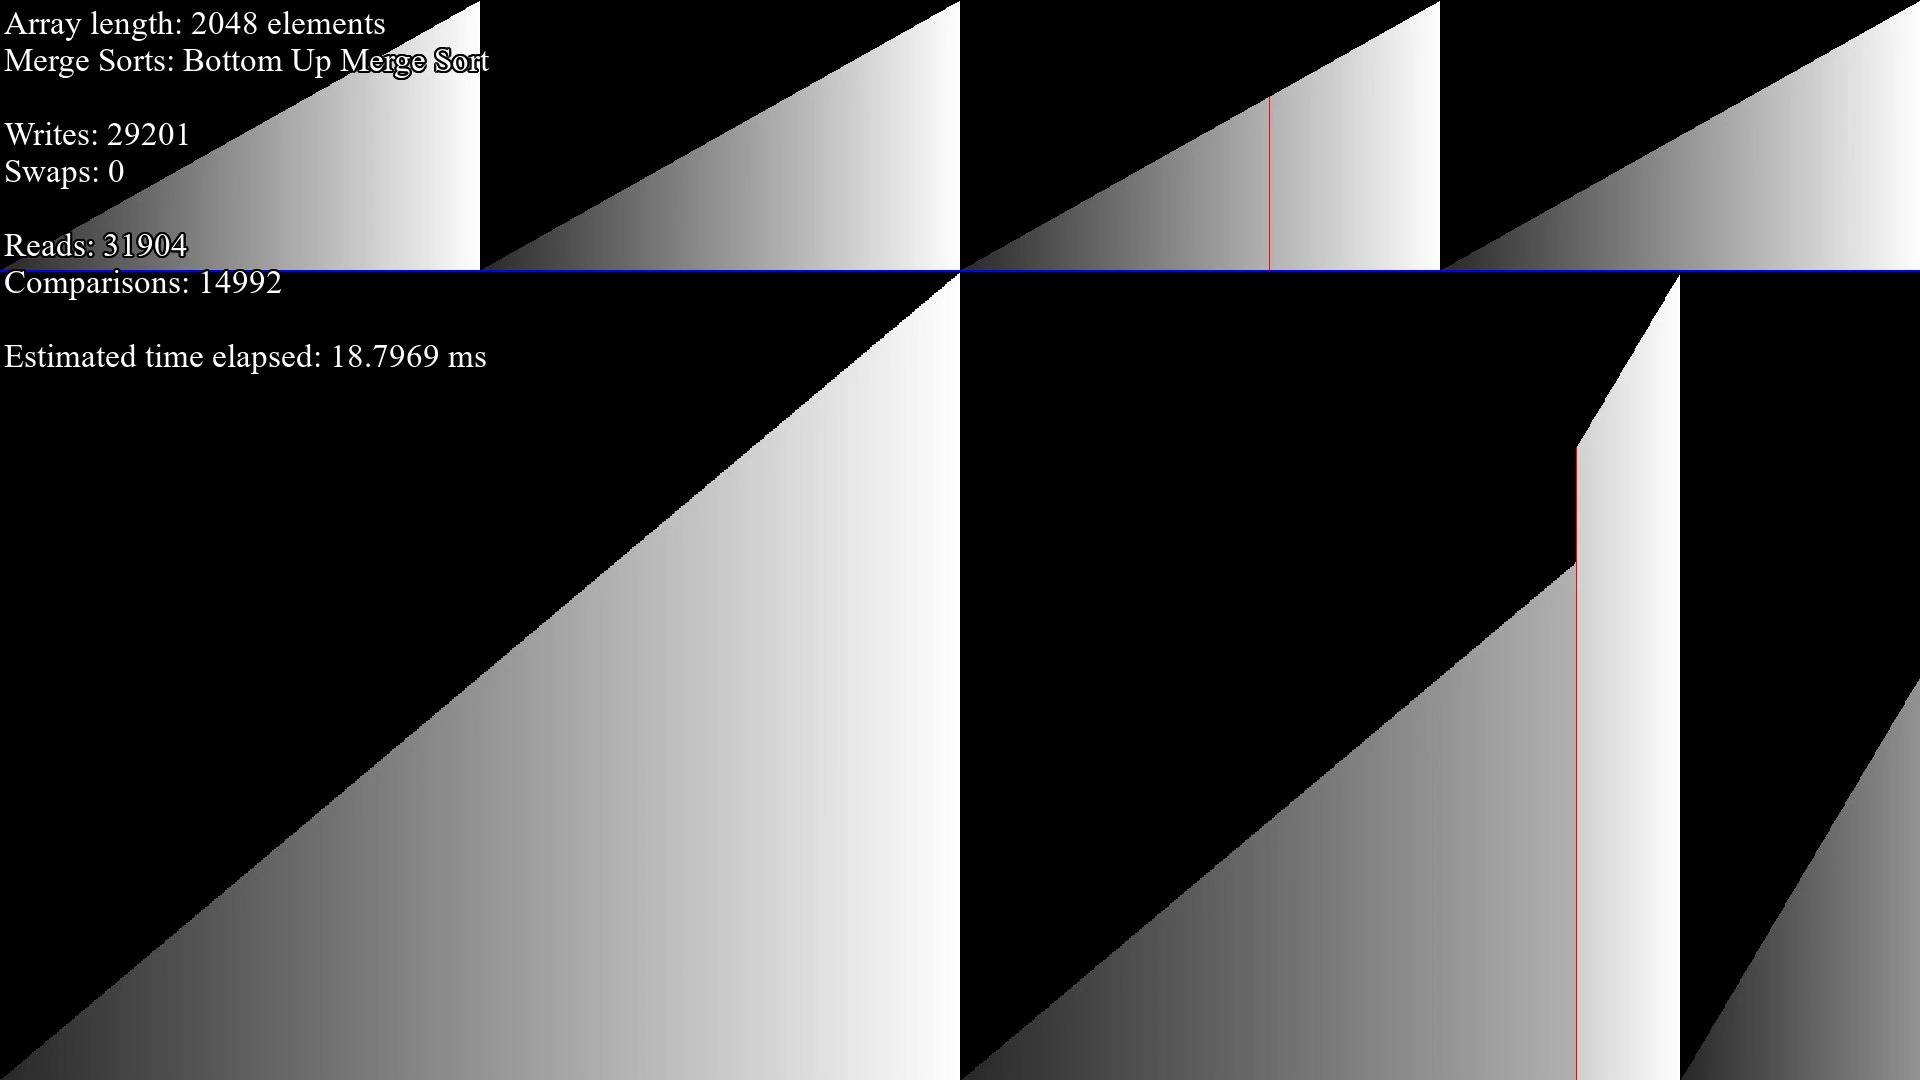 Array length: 2048 elements
Merge Sorts: Bottom Up Merge Sort
Writes: 29201
Swaps: 0
Reads: 31904
Comparisons: 14992
Estimated time elapsed: 18.7969 ms